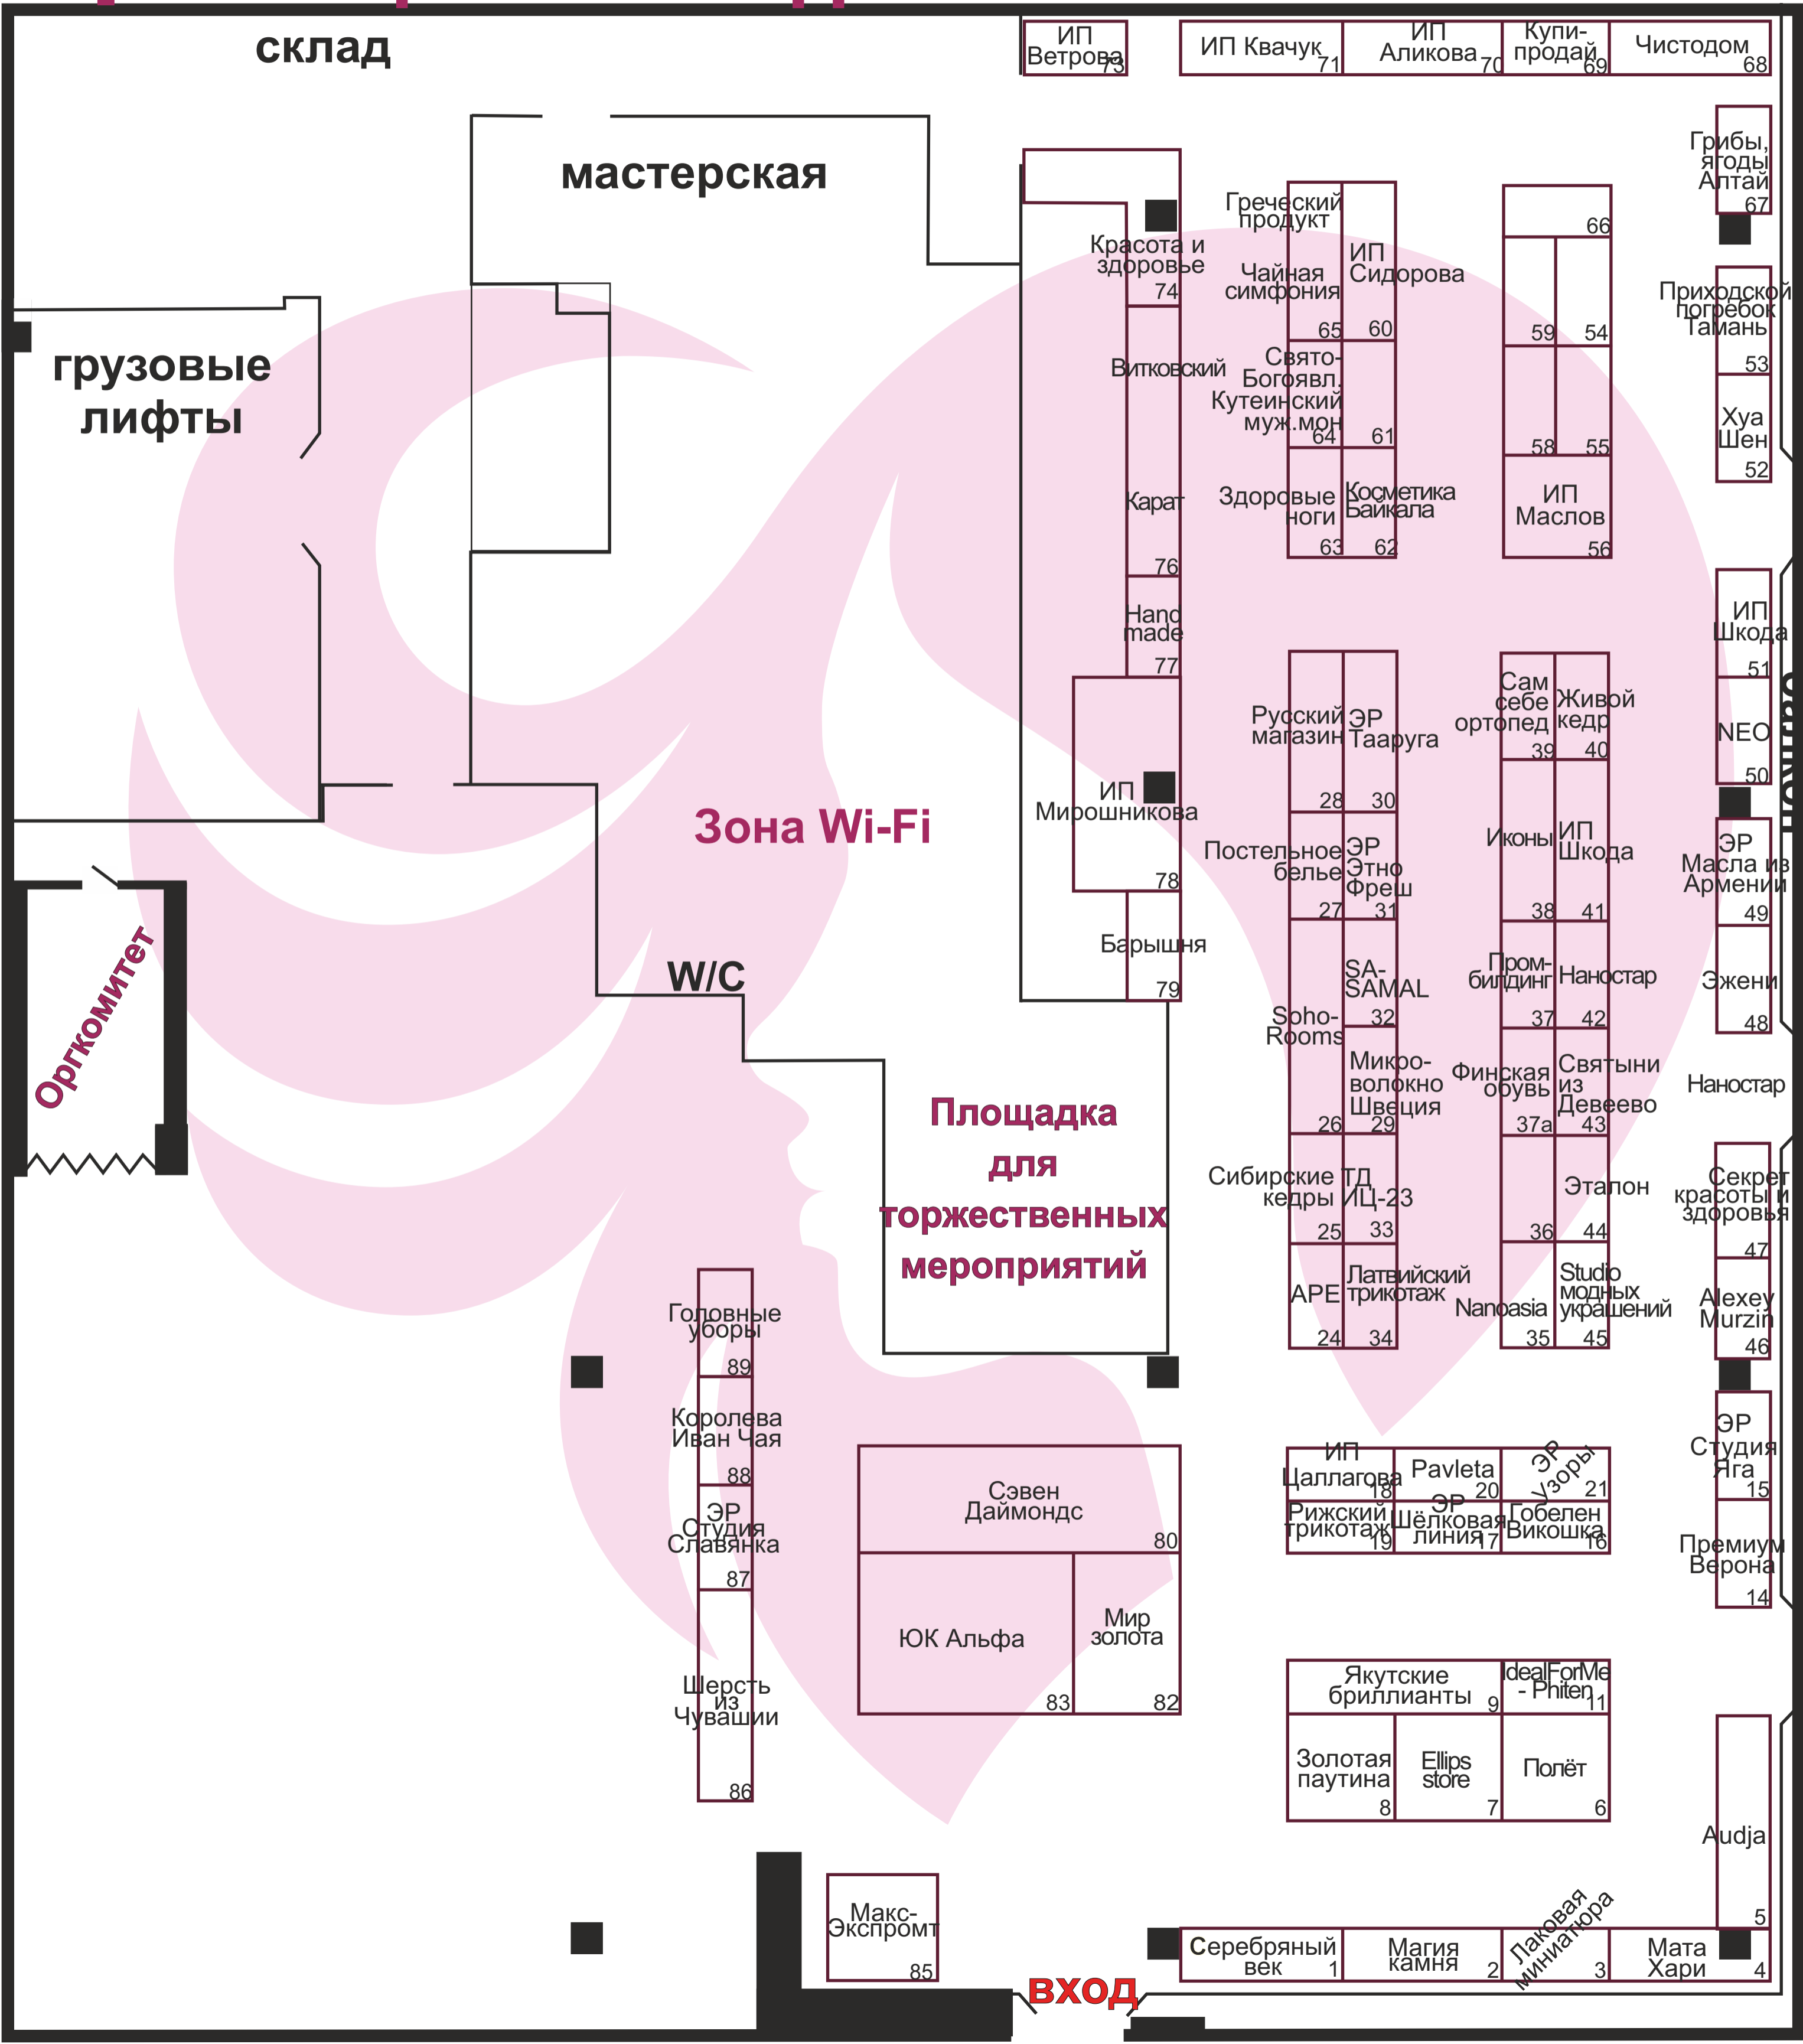 склад
ИП
Ветрова
73
ИП Квачук
71
ИП
Аликова
70
Купи-
продай
69
Чистодом
68
мастерская
Грибы,
ягоды
Алтай
67
Красота и
здоровье
74
Греческий
продукт
Чайная
симфония
65
ИП
Сидорова
60
66
59
54
Приходской
погребок
Тамань
53
грузовые
лифты
Витковский
Карат
76
Свято-
Богоявл.
Кутеинский
муж.мон
64
61
58
55
Хуа
Шен
52
Здоровые
ноги
63
Косметика
Байкала
62
ИП
Маслов
56
Hand
made
77
ИП
Шкода
51
Русский
магазин
28
ЭР
Тааруга
30
Сам
себе
ортопед
39
Живой
кедр
40
NEO
50
Зона Wi-Fi
ИП
Мирошникова
78
Постельное
белье
27
ЭР
Этно
Фреш
31
Иконы
38
ИП
Шкода
41
ЭР
Масла из
Армении
49
Оргкомитет
W/C
Барышня
79
SA-
SAMAL
32
Пром-
билдинг
37
Наностар
42
Эжени
48
Soho-
Rooms
26
Микро-
волокно
Швеция
29
Финская
обувь
37а
Святыни
из
Девеево
43
Наностар
Площадка
для
торжественных
мероприятий
Сибирские
кедры
25
ТД
ИЦ-23
33
36
Эталон
44
Секрет
красоты и
здоровья
47
APE
24
Латвийский
трикотаж
34
Nanoasia
35
Studio
модных
украшений
45
Alexey
Murzin
46
Головные
уборы
89
Королева
Иван Чая
88
ЭР
Студия
Славянка
87
Шерсть
из
Чувашии
86
Сэвен
Даймондс
80
ЮК Альфа
83
Мир
золота
82
ИП
Цаллагова
18
Pavleta
20
ЭР
Узоры
21
Рижский
трикотаж
19
ЭР
Шёлковая
линия
17
Гобелен
Викошка
16
ЭР
Студия
Яга
15
Премиум
Верона
14
Якутские
бриллианты
9
IdealForMe
- Phiten
11
Золотая
паутина
8
Ellips
store
7
Полёт
6
Audja
5
Макс-
Экспромт
85
вход
Серебряный
век
1
Магия
камня
2
Лаковая
миниатюра
3
Мата
Хари
4